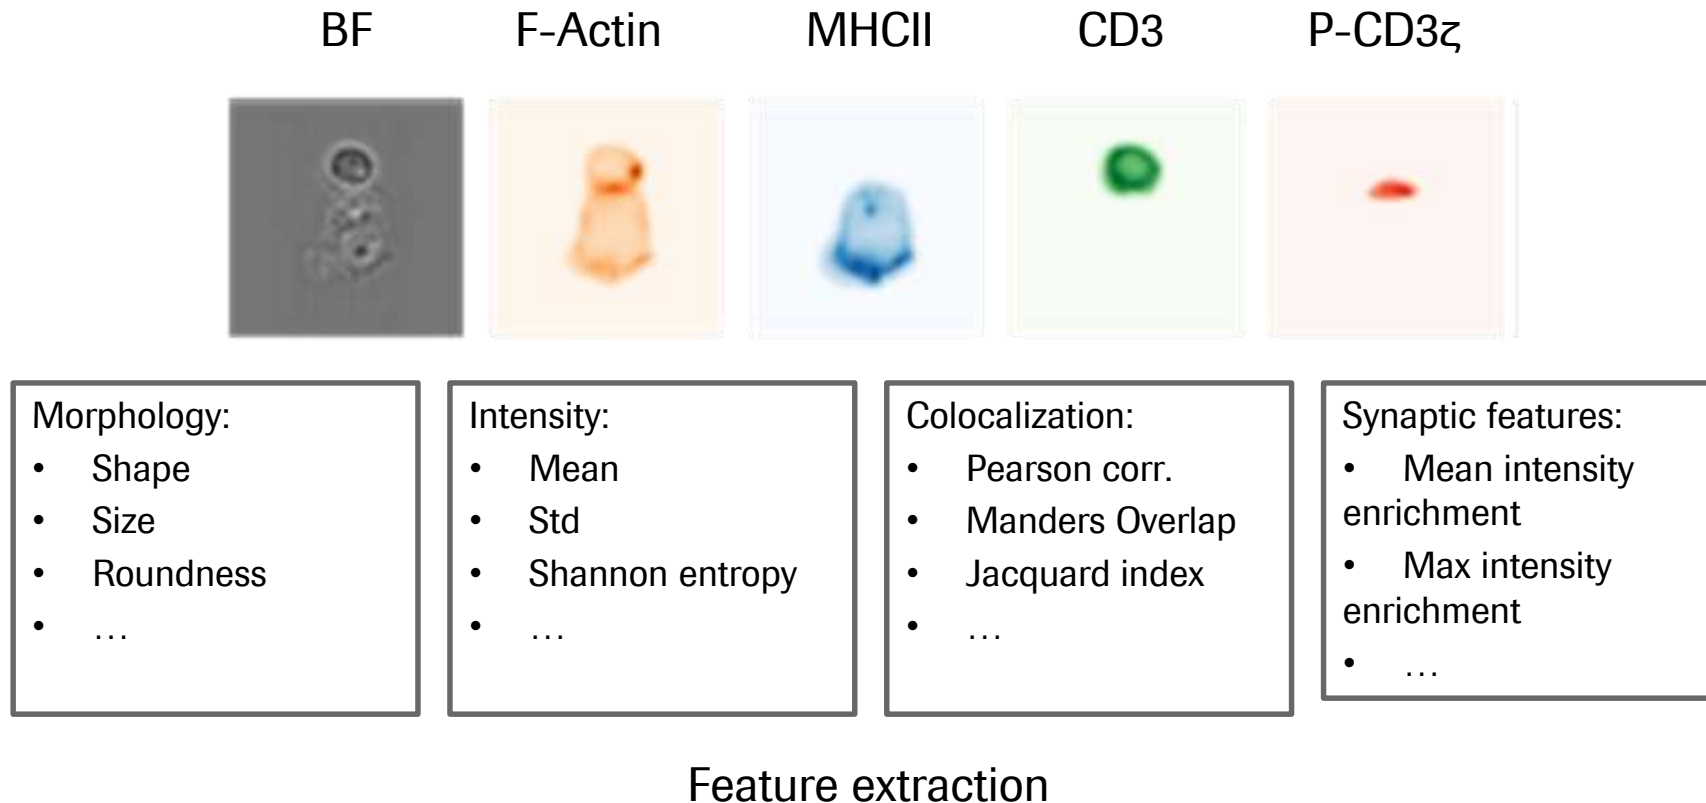 BF F-Actin MHCII CD3 P-CD3ζ
Morphology:
• Shape
• Size
• Roundness
• …
Intensity:
• Mean
• Std
• Shannon entropy
• …
Colocalization:
• Pearson corr.
• Manders Overlap
• Jacquard index
• …
Synaptic features:
• Mean intensity
enrichment
• Max intensity
enrichment
• …
Feature extraction